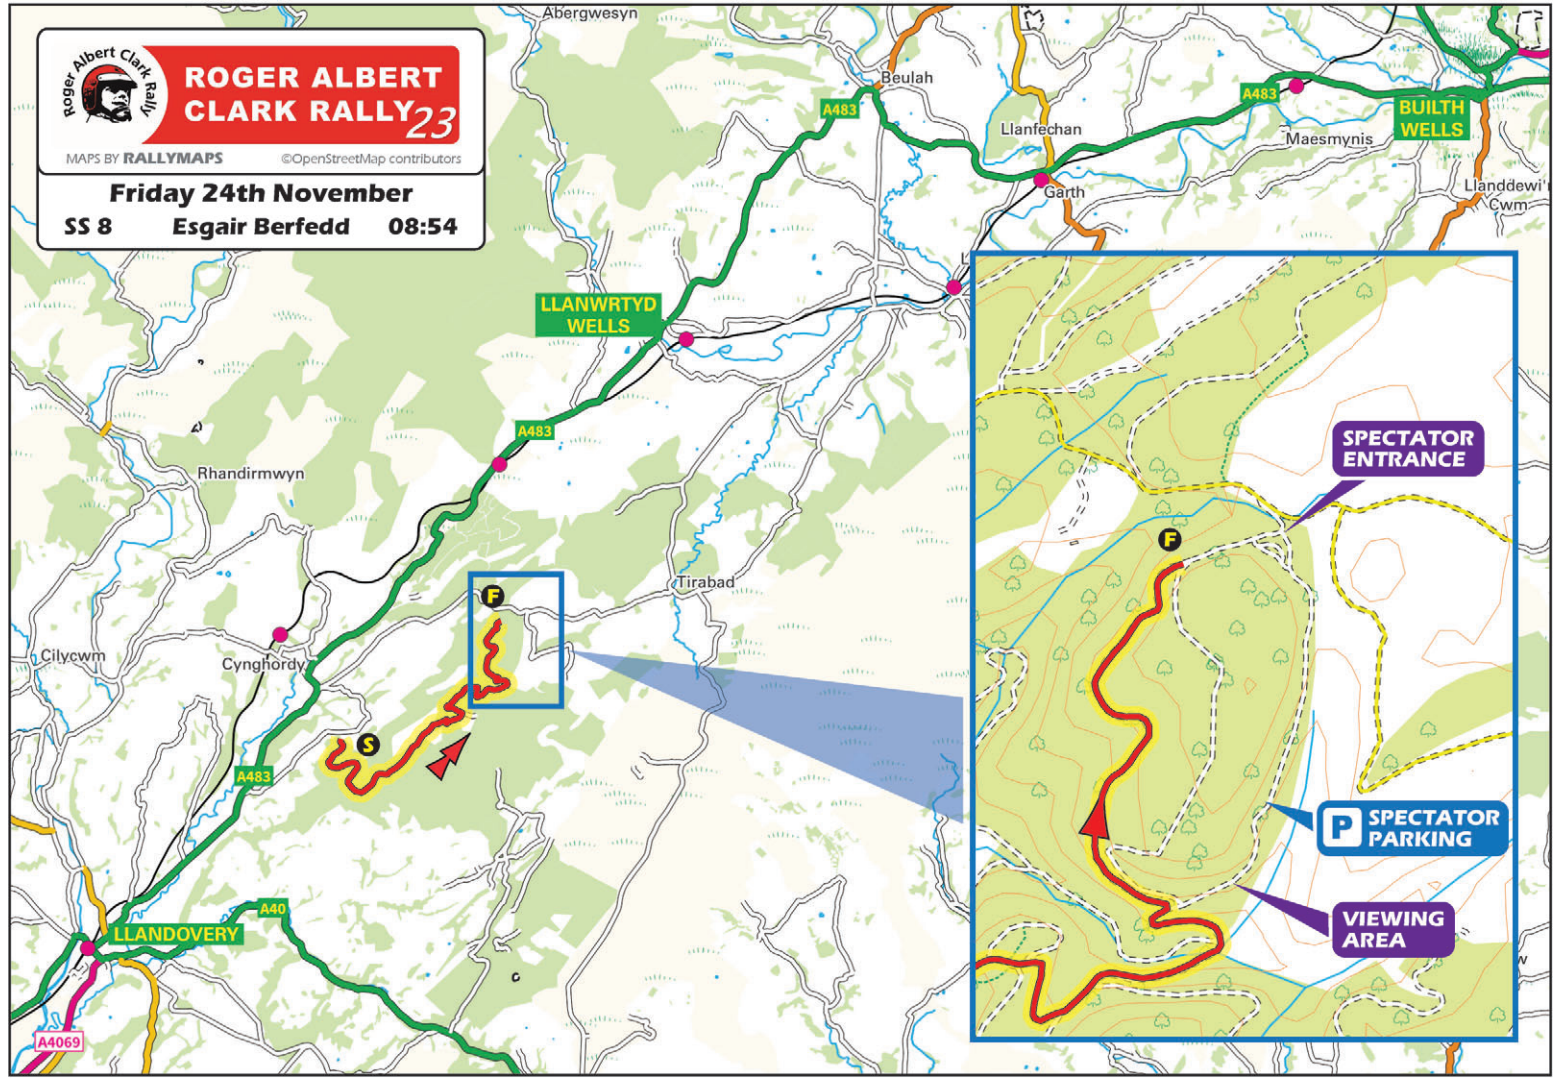 Roger Albert Clark Rally
ROGER ALBERT
CLARK RALLY 23
MAPS BY RALLYMAPS
©OpenStreetMap contributors
Friday 24th November
SS 8 Esgair Berfedd 08:54
Abergwesyn
Beulah
A483
Llanfechan
A483
BUILTH
WELLS
Maesmynis
Garth
Llanddewi'r
Cwm
LLANWRTYD
WELLS
A483
Rhandirmwyn
Tirabad
Cilycwm
Cynghordy
F
S
A483
A40
LLANDOVERY
A4069
SPECTATOR
ENTRANCE
F
P SPECTATOR
PARKING
VIEWING
AREA